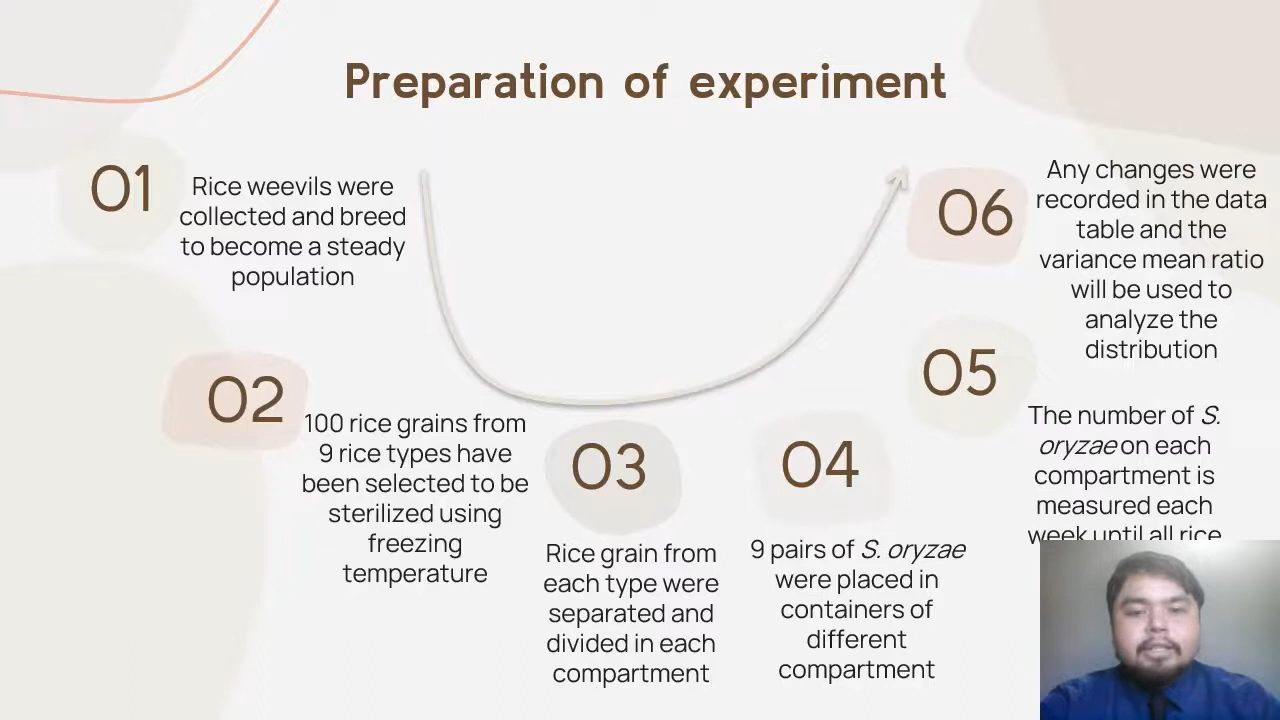 Preparation of experiment
01
Rice weevils were
collected and breed
to become a steady
population
02
100 rice grains from
9 rice types have
been selected to be
sterilized using
freezing
temperature
03
Rice grain from
each type were
separated and
divided in each
compartment
04
9 pairs of S. oryzae
were placed in
containers of
different
compartment
05
The number of S.
oryzae on each
compartment is
measured each
week until all rice
06
Any changes were
recorded in the data
table and the
variance mean ratio
will be used to
analyze the
distribution